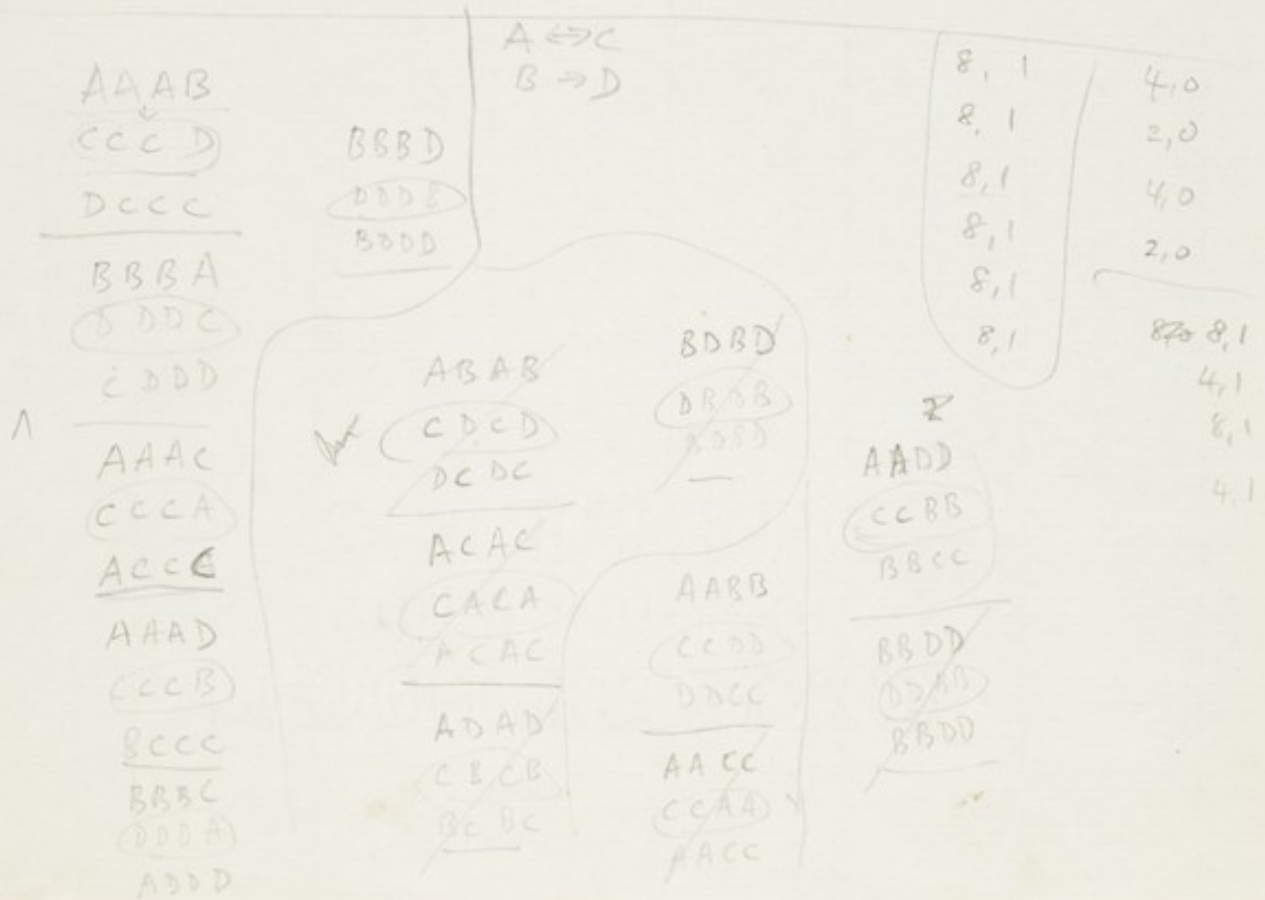 A ⇔ C
B ⇒ D
AAAB
CCCD
DCCC
BBBA
DDDC
CDDD
AAAC
CCCA
ACCC
AAAD
CCCB
BCCC
BBBC
DDDA
ADDD
BBBD
DDDB
BDDD
ABAB
CDCD
DCDC
ACAC
CACA
ACAC
ADAD
CBCB
BCBC
BDBD
DBDB
BDBD
AABB
CCDD
DDCC
AACC
CCAA
AACC
AADD
CCBB
BBCC
BBDD
DDBB
BBDD
8, 1
8, 1
8, 1
8, 1
8, 1
8, 1
4, 0
2, 0
4, 0
2, 0
8, 1
4, 1
8, 1
4, 1